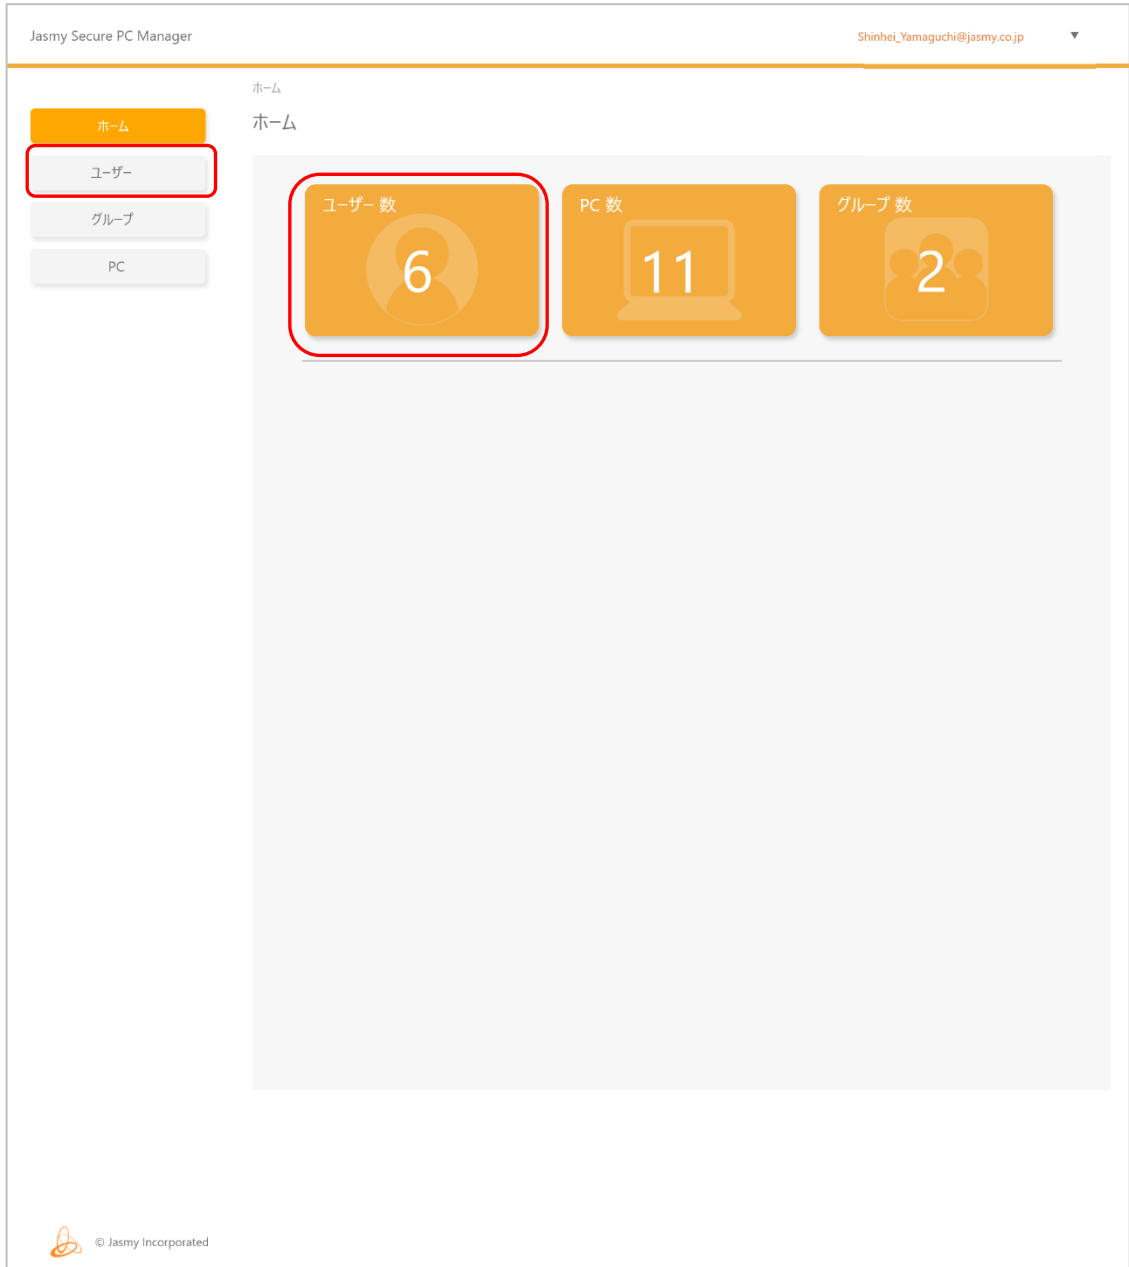 Jasmy Secure PC Manager
Shinhei_Yamaguchi@jasmy.co.jp ▼
ホーム
ホーム
ホーム
ユーザー
グループ
PC
ユーザー 数
6
PC 数
11
グループ 数
2
© Jasmy Incorporated